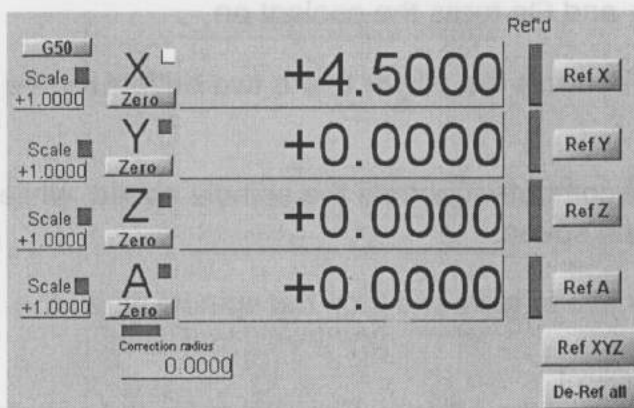 Ref'd
G50
X
+4.5000
Ref X
Scale
+1.0000
Zero
Y
+0.0000
Ref Y
Scale
+1.0000
Zero
Z
+0.0000
Ref Z
Scale
+1.0000
Zero
A
+0.0000
Ref A
Scale
+1.0000
Zero
Correction radius
0.0000
Ref XYZ
De-Ref all